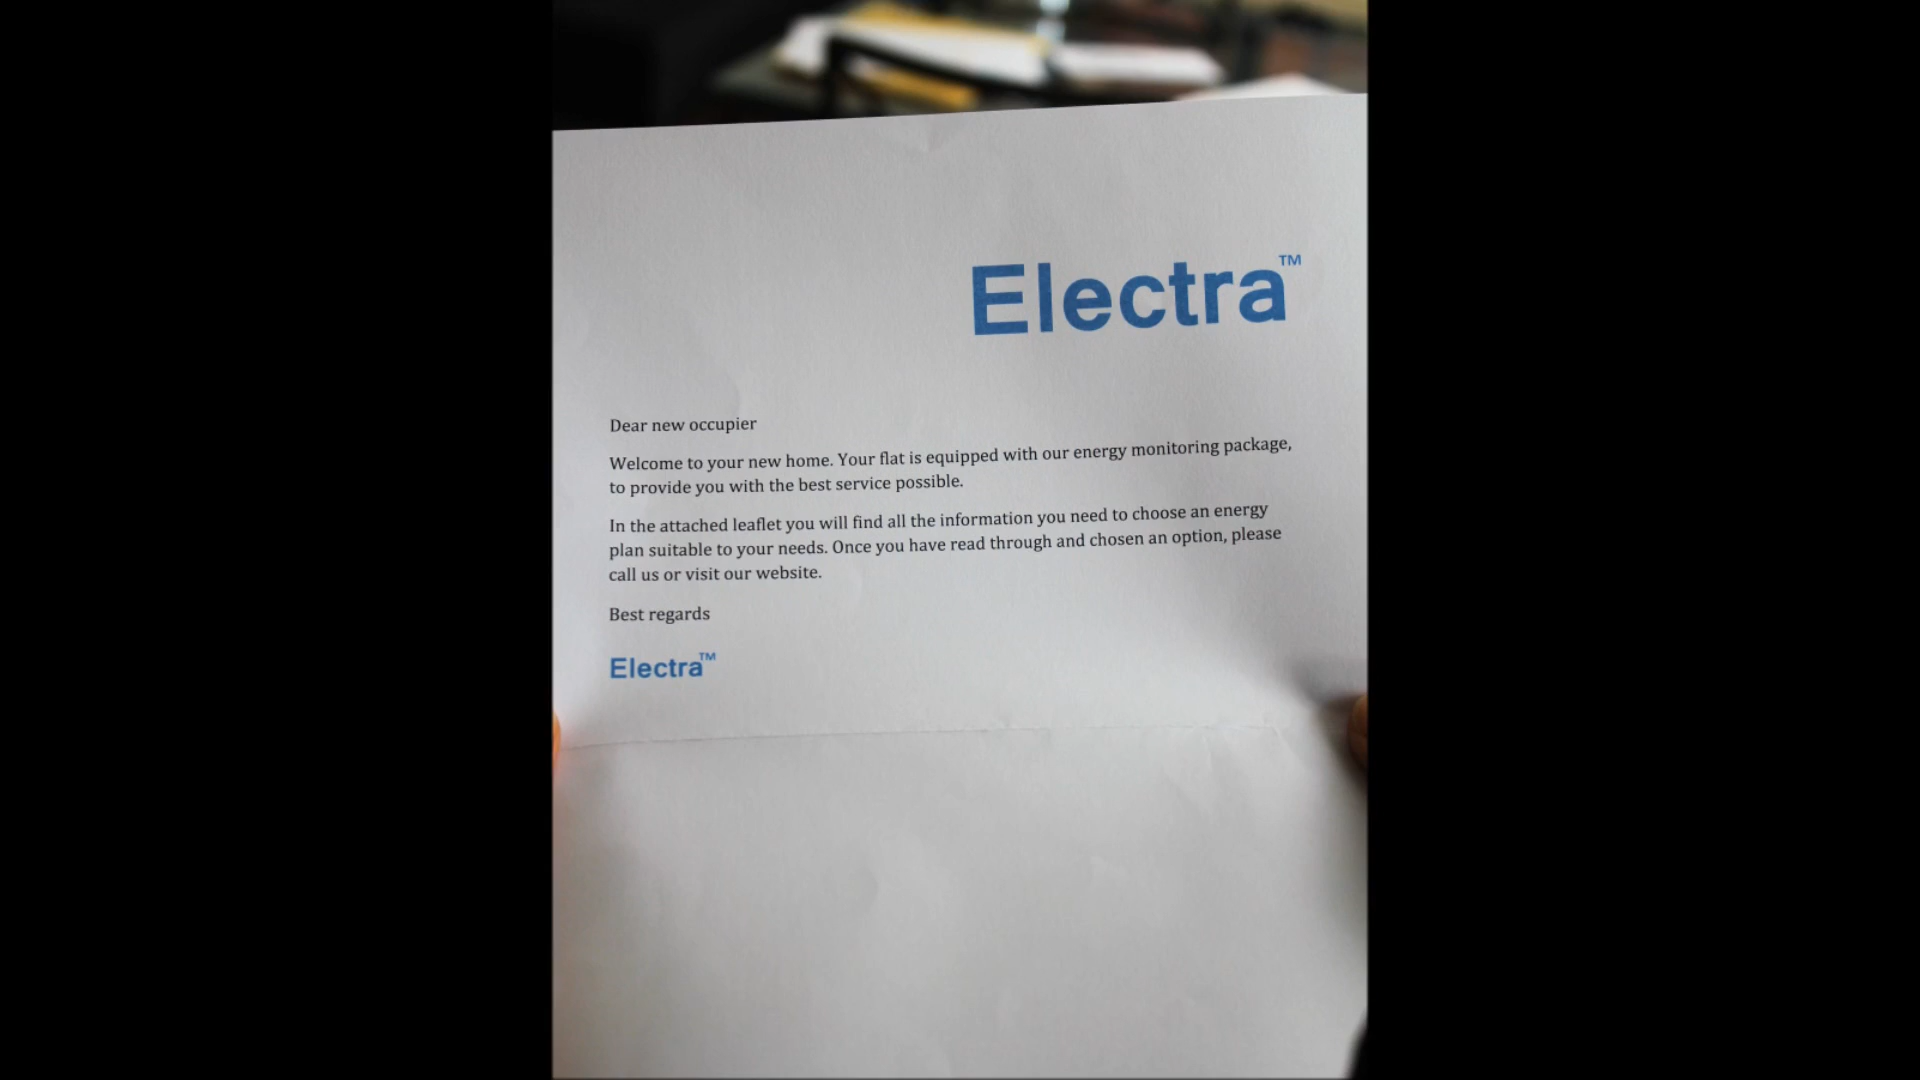 Electra™
Dear new occupier
Welcome to your new home. Your flat is equipped with our energy monitoring package,
to provide you with the best service possible.
In the attached leaflet you will find all the information you need to choose an energy
plan suitable to your needs. Once you have read through and chosen an option, please
call us or visit our website.
Best regards
Electra™